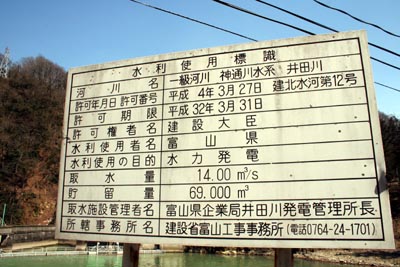 水利使用標識
河川名 一級河川 神通川水系 井田川
許可年月日 許可番号 平成 4年 3月27日 建北水河第12号
許可期限 平成 32年 3月31日
許可権者名 建設大臣
水利使用者名 富山県
水利使用の目的 水力発電
取水量 14.00 m³/s
貯留量 69.000 m³
取水施設管理者名 富山県企業局井田川発電管理所長
所轄事務所名 建設省富山工事事務所(電話0764-24-1701)